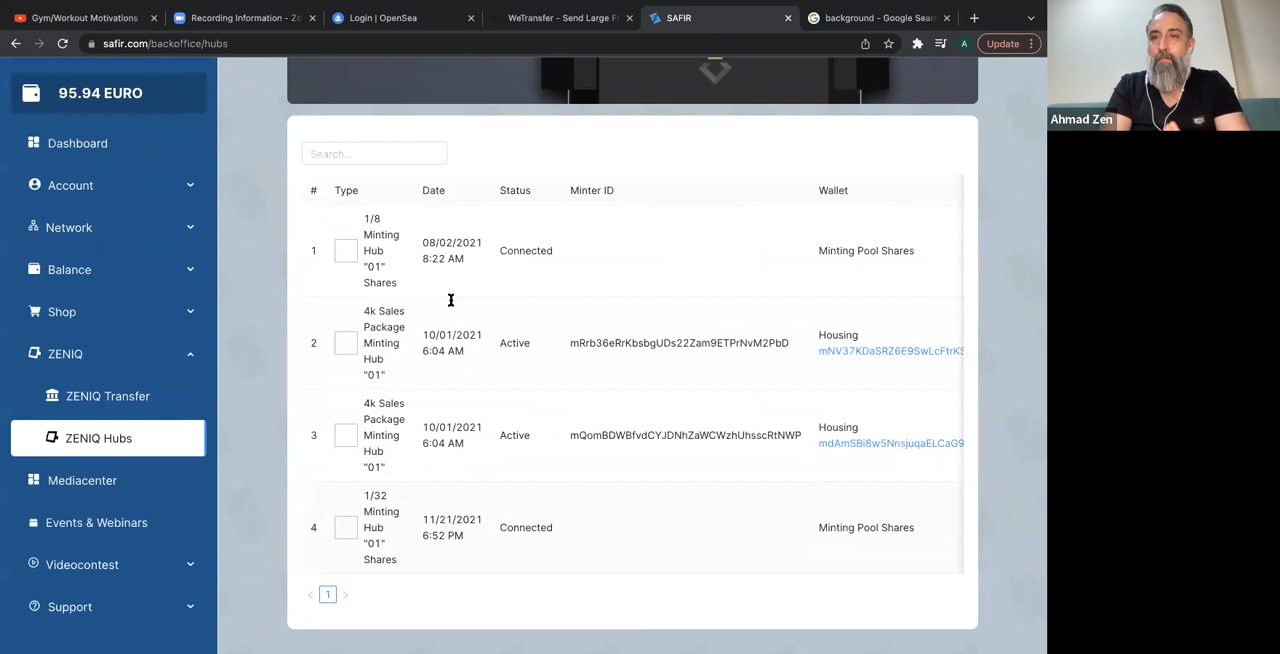 Gym/Workout Motivations
Recording Information - Zo
Login | OpenSea
WeTransfer - Send Large Fi
SAFIR
background - Google Sear
safir.com/backoffice/hubs
A
Update
95.94 EURO
Dashboard
Account
Network
Balance
Shop
ZENIQ
ZENIQ Transfer
ZENIQ Hubs
Mediacenter
Events & Webinars
Videocontest
Support
Search...
# Type Date Status Minter ID Wallet
1
1/8
Minting
Hub
"01"
Shares
08/02/2021
8:22 AM
Connected
Minting Pool Shares
2
4k Sales
Package
Minting
Hub
"01"
10/01/2021
6:04 AM
Active
mRrb36eRrKbsbgUDs22Zam9ETPrNvM2PbD
Housing
mNV37KDaSRZ6E9SwLcFtrKS
3
4k Sales
Package
Minting
Hub
"01"
10/01/2021
6:04 AM
Active
mQomBDWBfvdCYJDNhZaWCWzhUhsscRtNWP
Housing
mdAmSBi8w5NnsjuqaELCaG9
4
1/32
Minting
Hub
"01"
Shares
11/21/2021
6:52 PM
Connected
Minting Pool Shares
1
Ahmad Zen